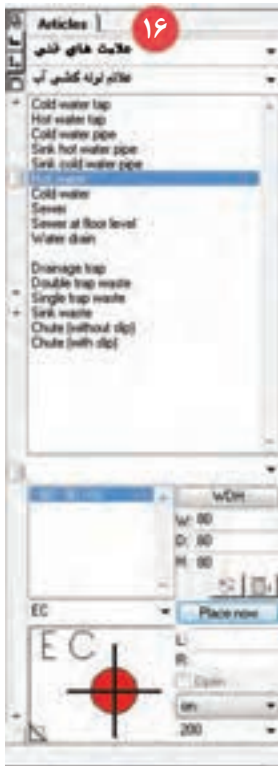 Articles
۱۶
علامت های فنی
علائم لوله کشی آب
Cold water tap
Hot water tap
Cold water pipe
Sink hot water pipe
Sink cold water pipe
Hot water
Cold water
Sewer
Sewer at floor level
Water drain
Drainage trap
Double trap waste
Single trap waste
Sink waste
Chute (without slip)
Chute (with slip)
WDH
W: 80
D: 80
H: 80
EC
Place now
EC
L:
R:
Open
on
200